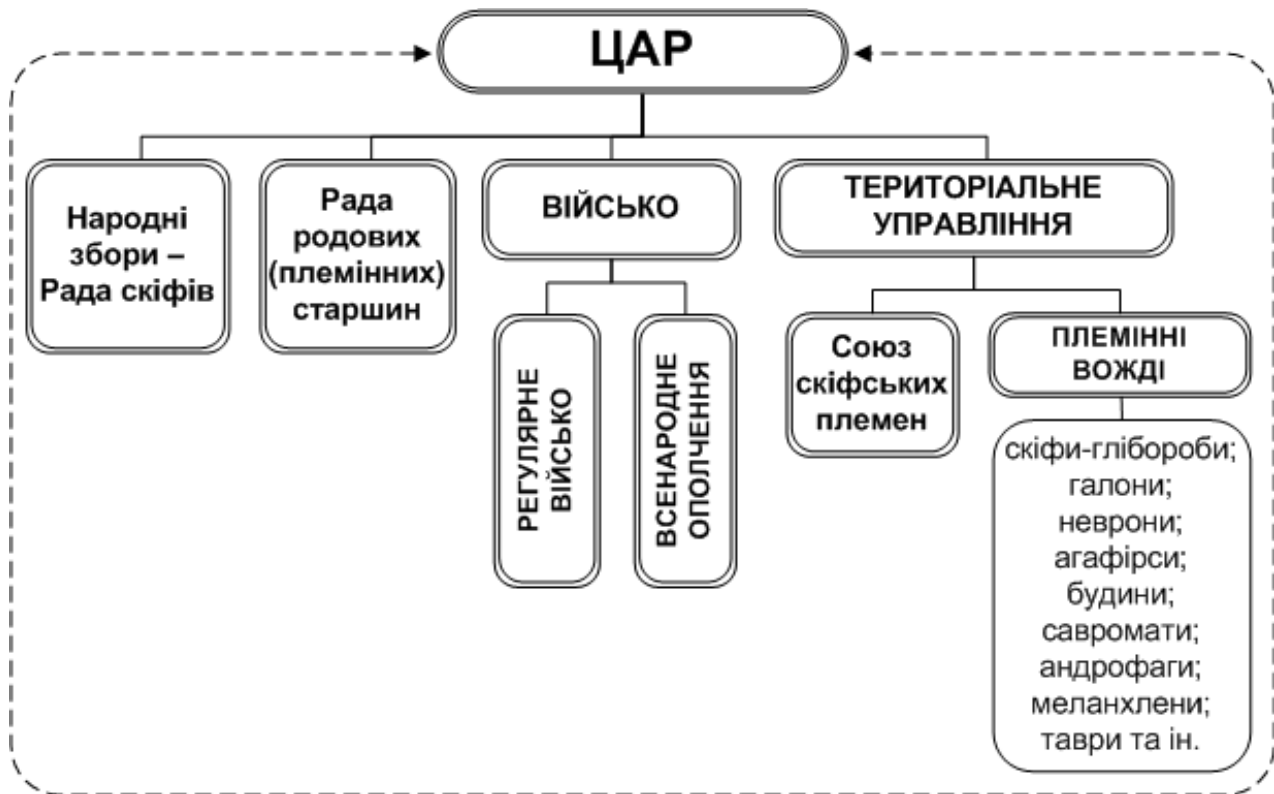 ЦАР
Народні
збори –
Рада скіфів
Рада
родових
(племінних)
старшин
ВІЙСЬКО
ТЕРИТОРІАЛЬНЕ
УПРАВЛІННЯ
РЕГУЛЯРНЕ
ВІЙСЬКО
ВСЕНАРОДНЕ
ОПОЛЧЕННЯ
Союз
скіфських
племен
ПЛЕМІННІ
ВОЖДІ
скіфи-глібороби;
галони;
неврони;
агафірси;
будини;
савромати;
андрофаги;
меланхлени;
таври та ін.